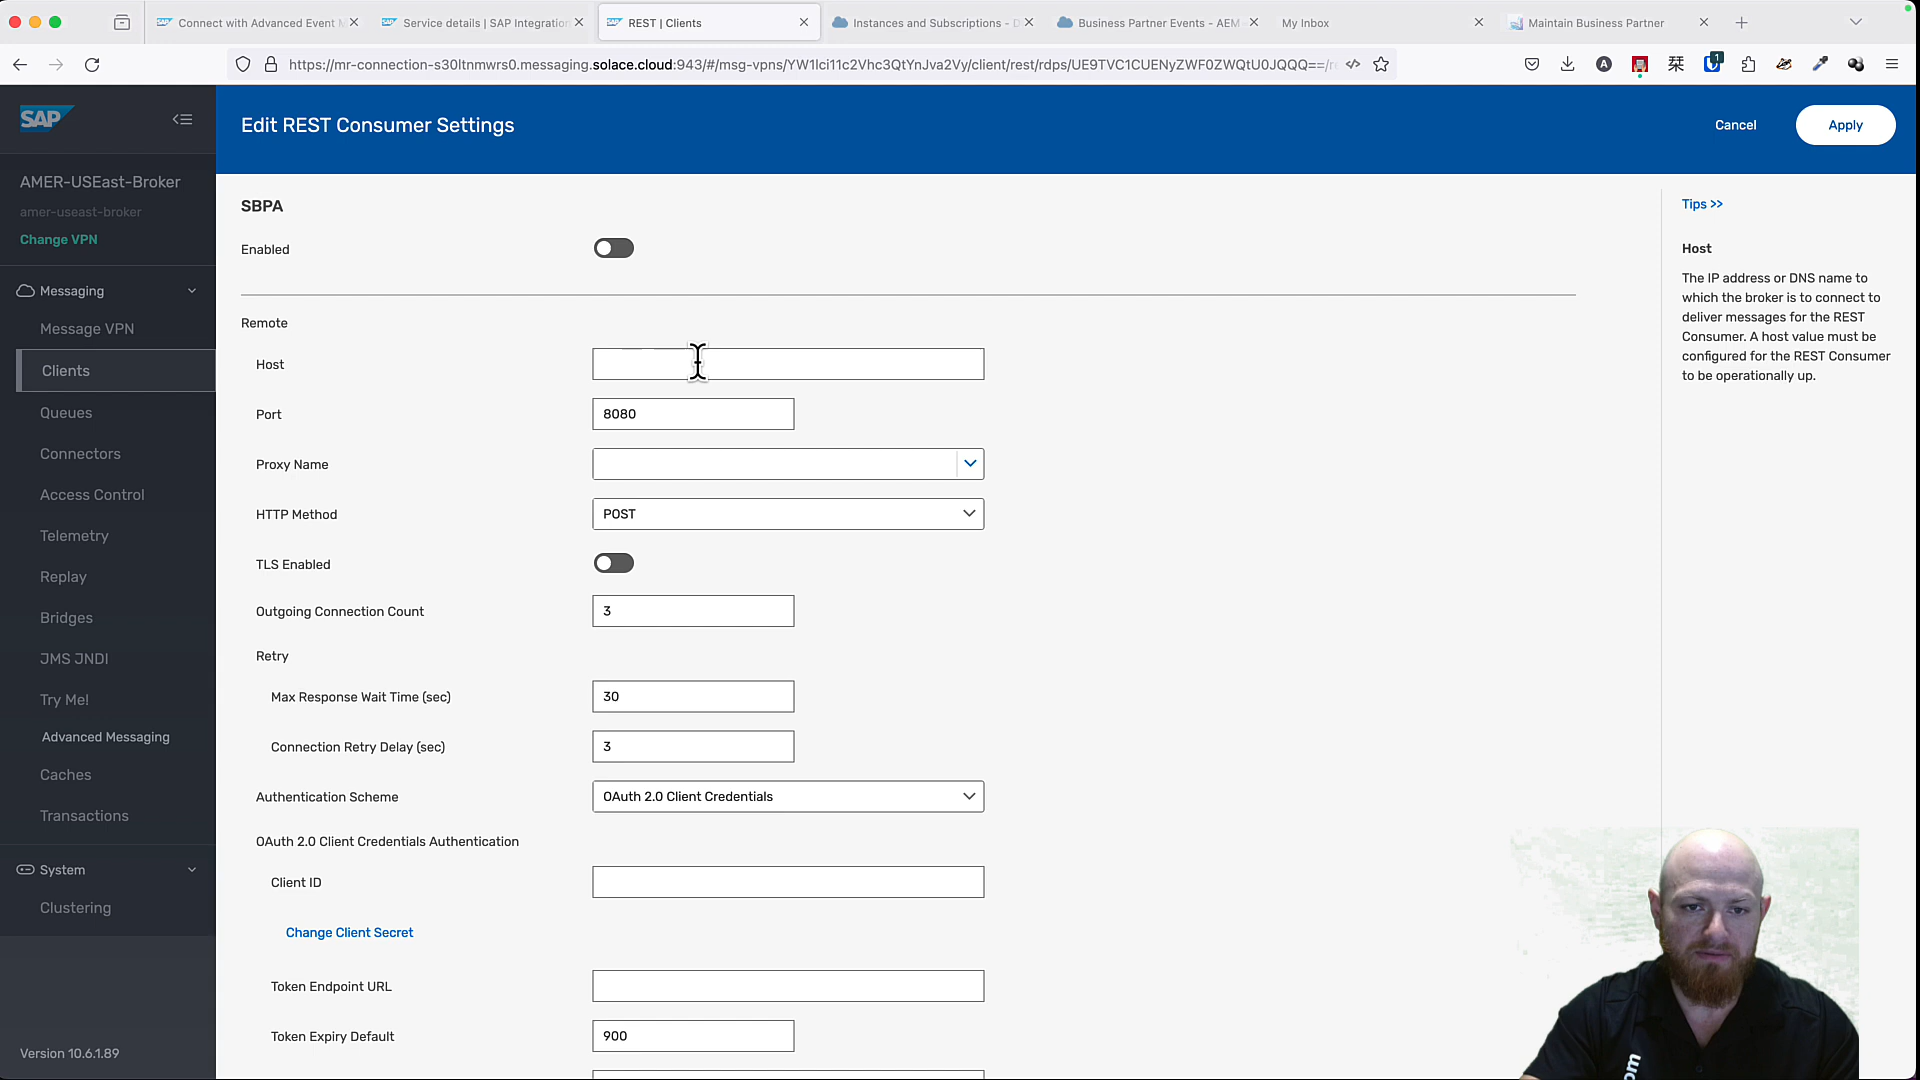 Connect with Advanced Event M
Service details | SAP Integration
REST | Clients
Instances and Subscriptions - D
Business Partner Events - AEM
My Inbox
Maintain Business Partner
https://mr-connection-s30ltnmwrs0.messaging.solace.cloud:943/#/msg-vpns/YW1lci11c2Vhc3QtYnJva2Vy/client/rest/rdps/UE9TVC1CUENyZWF0ZWQtU0JQQQ==/r
1
SAP
AMER-USEast-Broker
amer-useast-broker
Change VPN
Messaging
Message VPN
Clients
Queues
Connectors
Access Control
Telemetry
Replay
Bridges
JMS JNDI
Try Me!
Advanced Messaging
Caches
Transactions
System
Clustering
Version 10.6.1.89
Edit REST Consumer Settings
Cancel
Apply
SBPA
Enabled
Remote
Host
Port
8080
Proxy Name
HTTP Method
POST
TLS Enabled
Outgoing Connection Count
3
Retry
Max Response Wait Time (sec)
30
Connection Retry Delay (sec)
3
Authentication Scheme
OAuth 2.0 Client Credentials
OAuth 2.0 Client Credentials Authentication
Client ID
Change Client Secret
Token Endpoint URL
Token Expiry Default
900
Tips >>
Host
The IP address or DNS name to
which the broker is to connect to
deliver messages for the REST
Consumer. A host value must be
configured for the REST Consumer
to be operationally up.
om